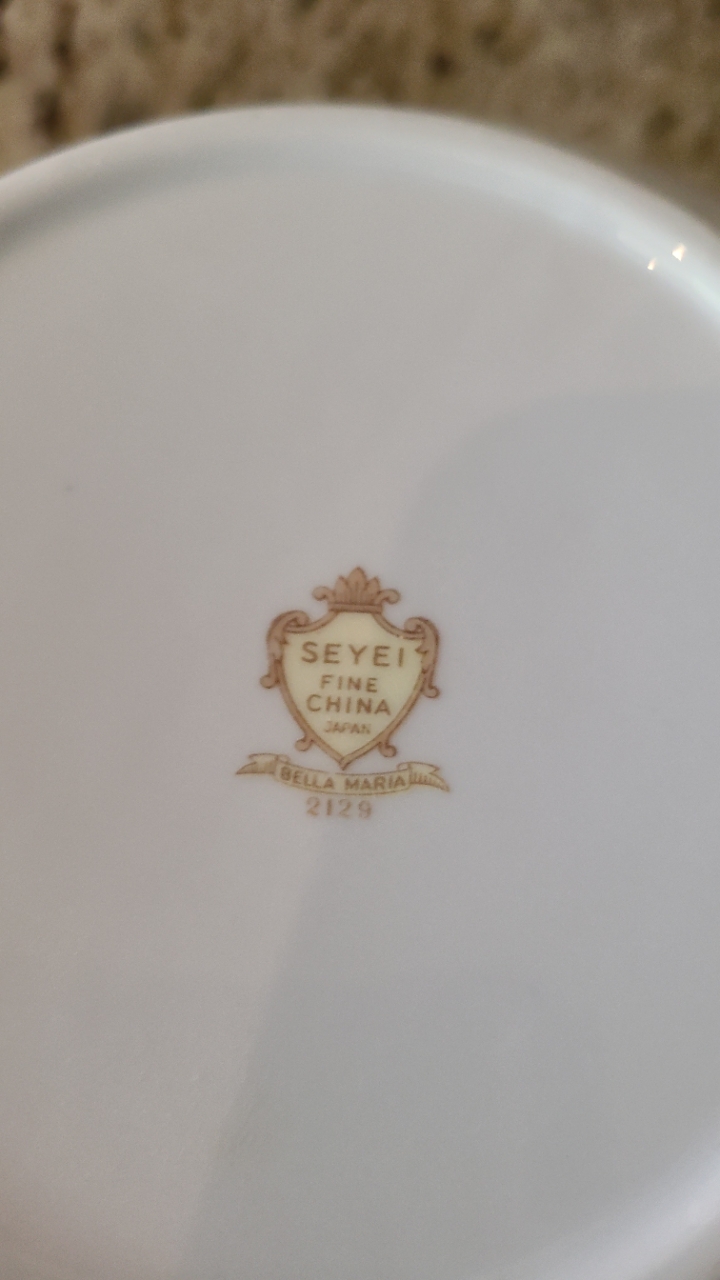 SEYEI
FINE
CHINA
JAPAN
BELLA MARIA
2129